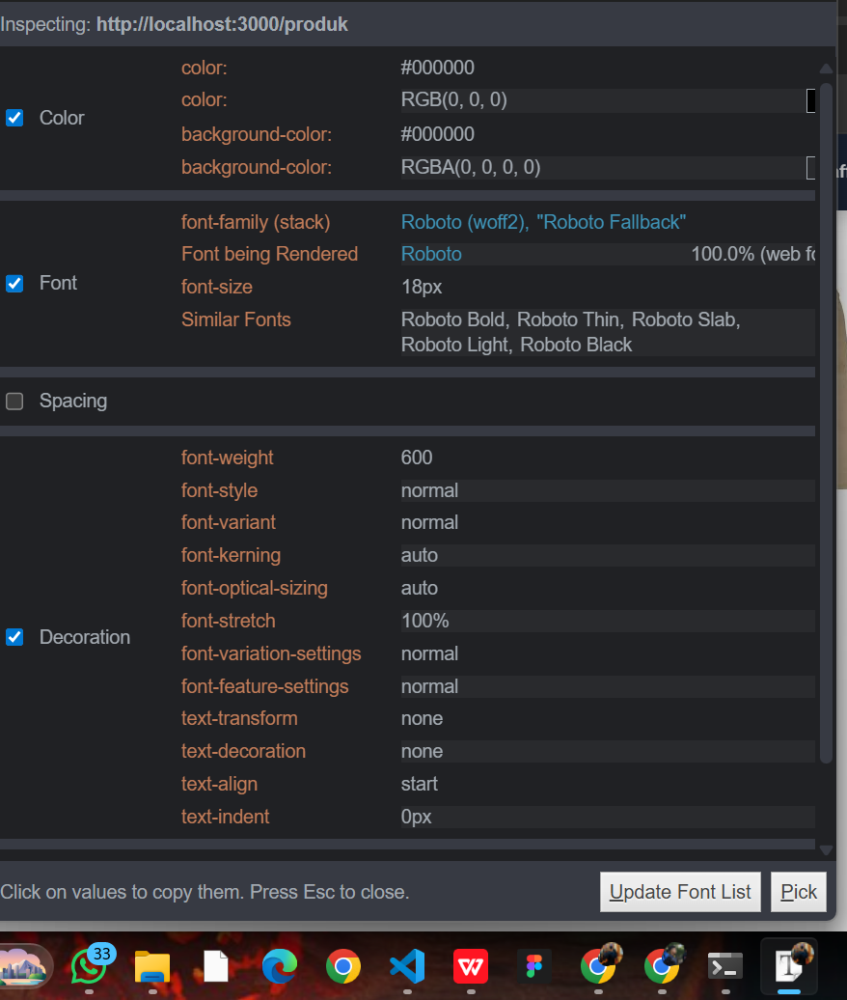 Inspecting: http://localhost:3000/produk
Color
color: #000000
color: RGB(0, 0, 0)
background-color: #000000
background-color: RGBA(0, 0, 0, 0)
Font
font-family (stack) Roboto (woff2), "Roboto Fallback"
Font being Rendered Roboto 100.0% (web
font-size 18px
Similar Fonts Roboto Bold, Roboto Thin, Roboto Slab,
Roboto Light, Roboto Black
Spacing
Decoration
font-weight 600
font-style normal
font-variant normal
font-kerning auto
font-optical-sizing auto
font-stretch 100%
font-variation-settings normal
font-feature-settings normal
text-transform none
text-decoration none
text-align start
text-indent 0px
Click on values to copy them. Press Esc to close.
Update Font List
Pick
33